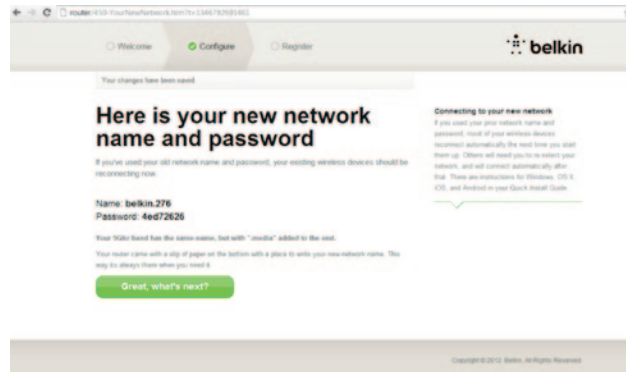 router/450-YourNewNetwork.htm?t=1346792591661
Welcome
Configure
Register
belkin
Your changes have been saved
Here is your new network
name and password
If you've used your old network name and password, your existing wireless devices should be
reconnecting now.
Name: belkin.276
Password: 4ed72626
Your 5Ghz band has the same name, but with ".media" added to the end.
Your router came with a slip of paper on the bottom with a place to write your new network name. This
way its always there when you need it.
Great, what's next?
Connecting to your new network
If you used your prior network name and
password, most of your wireless devices
reconnect automatically the next time you start
them up. Others will need you to re-select your
network, and will connect automatically after
that. There are instructions for Windows, OS X,
iOS, and Android in your Quick Install Guide.
Copyright © 2012 Belkin, All Rights Reserved.